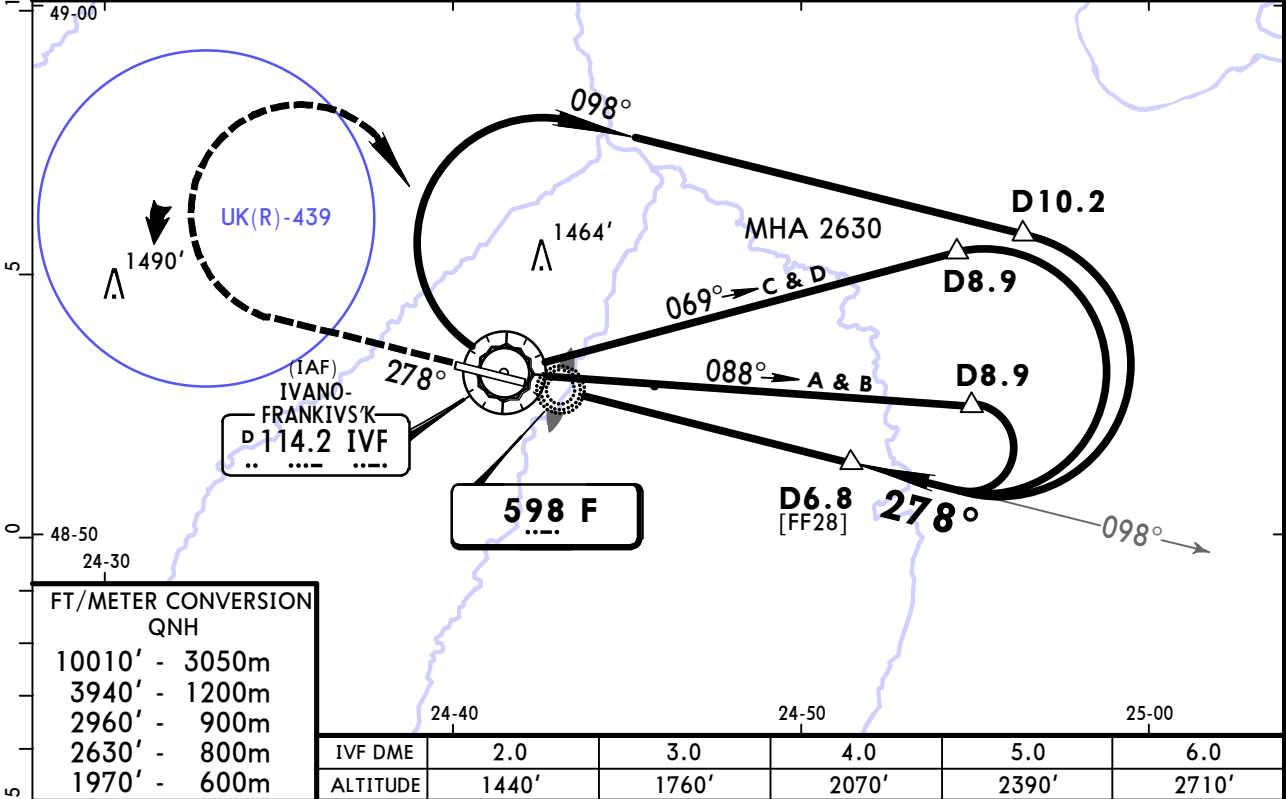 49-00
098°
D10.2
UK(R)-439
1464'
MHA 2630
1490'
5
D8.9
069° C & D
(IAF)
IVANO-
FRANKIVS'K
D 114.2 IVF
278°
088° A & B
D8.9
598 F
D6.8
[FF28]
278°
098°
0
48-50
24-30
FT/METER CONVERSION
QNH
10010' - 3050m
3940' - 1200m
2960' - 900m
2630' - 800m
1970' - 600m
24-40
24-50
25-00
IVF DME 2.0 3.0 4.0 5.0 6.0
ALTITUDE 1440' 1760' 2070' 2390' 2710'
5